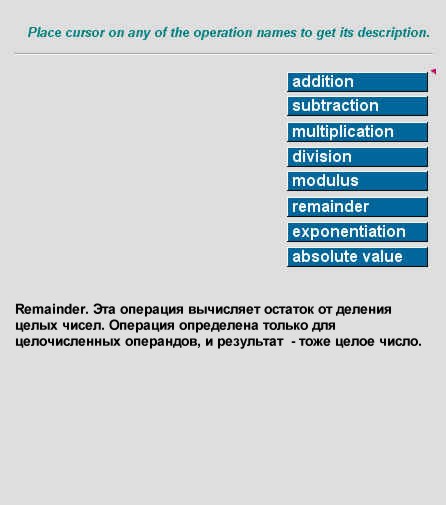 Place cursor on any of the operation names to get its description.
addition
subtraction
multiplication
division
modulus
remainder
exponentiation
absolute value
Remainder. Эта операция вычисляет остаток от деления
целых чисел. Операция определена только для
целочисленных операндов, и результат - тоже целое число.